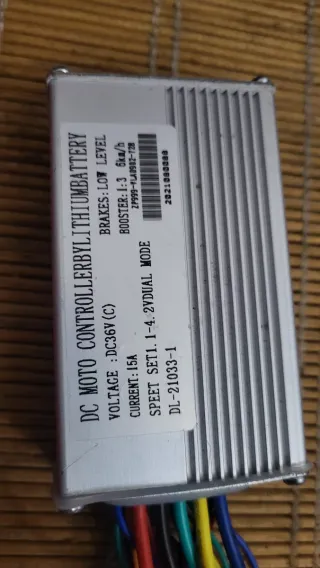 DC MOTO CONTROLLERBYLITHIUMBATTERY
VOLTAGE :DC36V(C)
BRAKES:LOW LEVEL
CURRENT:15A
BOOSTER:1:3 6km/h
SPEET SET1.1-4.2VDUAL MODE
DL-21033-1